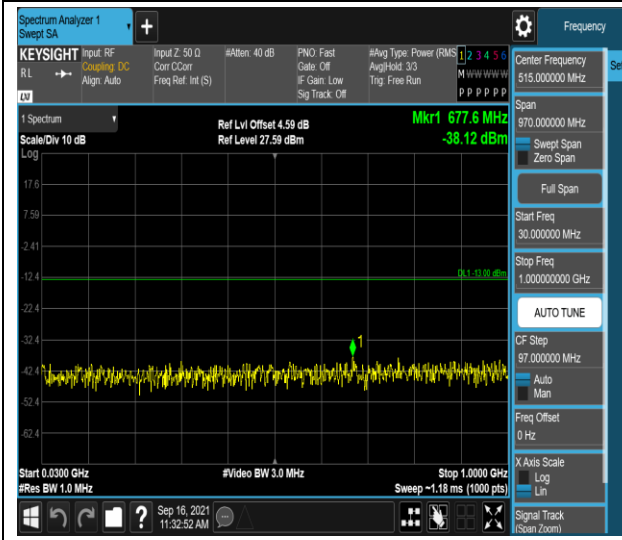 Spectrum Analyzer 1
Swept SA
Frequency
KEYSIGHT
RL
LXI
Input: RF
Coupling: DC
Align: Auto
Input Z: 50 Ω
Corr CCorr
Freq Ref: Int (S)
#Atten: 40 dB
PNO: Fast
Gate: Off
IF Gain: Low
Sig Track: Off
#Avg Type: Power (RMS
Avg|Hold: 3/3
Trig: Free Run
1 2 3 4 5 6
M W W W W W
P P P P P P
1 Spectrum
Scale/Div 10 dB
Log
Ref Lvl Offset 4.59 dB
Ref Level 27.59 dBm
Mkr1 677.6 MHz
-38.12 dBm
17.6
7.59
-2.41
-12.4
-22.4
-32.4
-42.4
-52.4
-62.4
DL1 -13.00 dBm
1
Start 0.0300 GHz
#Res BW 1.0 MHz
#Video BW 3.0 MHz
Stop 1.0000 GHz
Sweep ~1.18 ms (1000 pts)
Center Frequency
515.000000 MHz
Span
970.000000 MHz
Swept Span
Zero Span
Full Span
Start Freq
30.000000 MHz
Stop Freq
1.000000000 GHz
AUTO TUNE
CF Step
97.000000 MHz
Auto
Man
Freq Offset
0 Hz
X Axis Scale
Log
Lin
Signal Track
(Span Zoom)
Se
?
Sep 16, 2021
11:32:52 AM